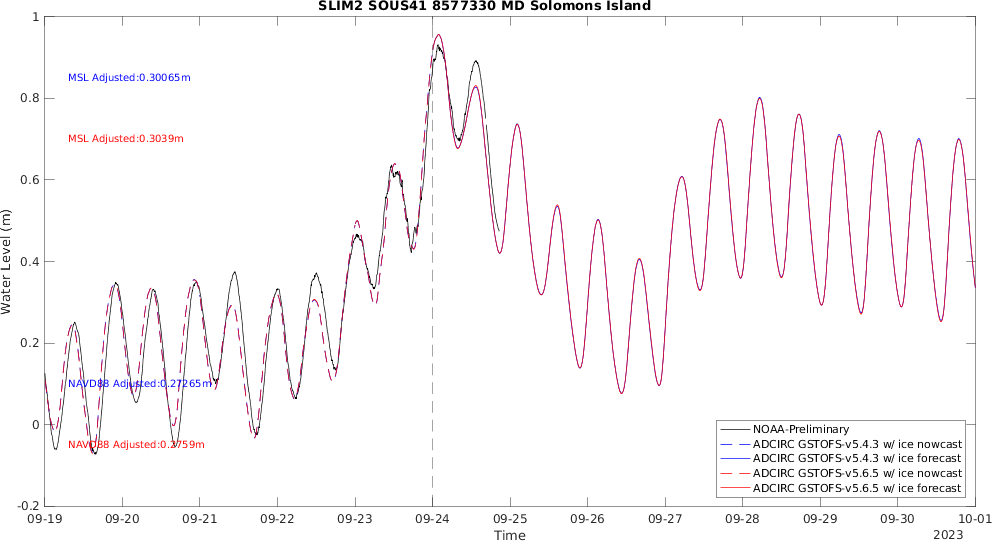 SLIM2 SOUS41 8577330 MD Solomons Island
1
0.8
0.6
0.4
0.2
0
-0.2
Water Level (m)
MSL Adjusted:0.30065m
MSL Adjusted:0.3039m
NAVD88 Adjusted:0.27265m
NAVD88 Adjusted:0.2759m
NOAA-Preliminary
ADCIRC GSTOFS-v5.4.3 w/ ice nowcast
ADCIRC GSTOFS-v5.4.3 w/ ice forecast
ADCIRC GSTOFS-v5.6.5 w/ ice nowcast
ADCIRC GSTOFS-v5.6.5 w/ ice forecast
09-19 09-20 09-21 09-22 09-23 09-24 09-25 09-26 09-27 09-28 09-29 09-30 10-01
Time
2023